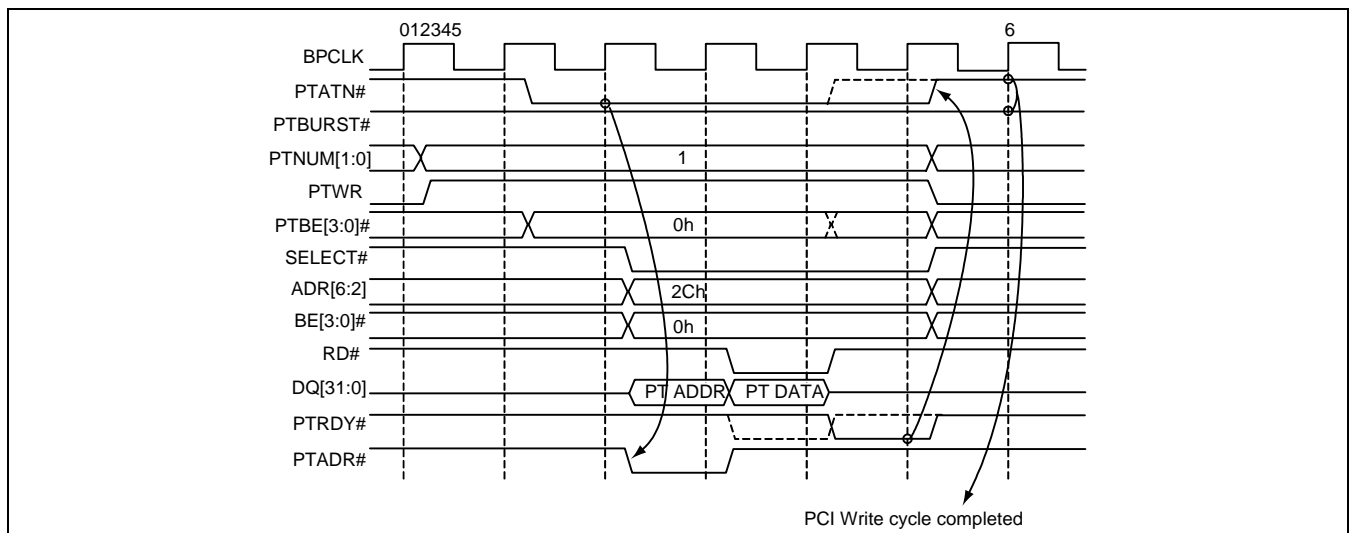 012345 6
BPCLK
PTATN#
PTBURST#
PTNUM[1:0] 1
PTWR
PTBE[3:0]# 0h
SELECT#
ADR[6:2] 2Ch
BE[3:0]# 0h
RD#
DQ[31:0] PT ADDR PT DATA
PTRDY#
PTADR#
PCI Write cycle completed